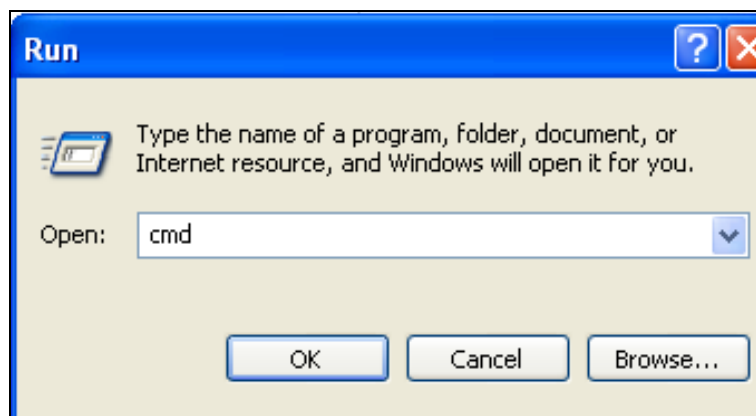 Run
Type the name of a program, folder, document, or
Internet resource, and Windows will open it for you.
Open: cmd
OK Cancel Browse...